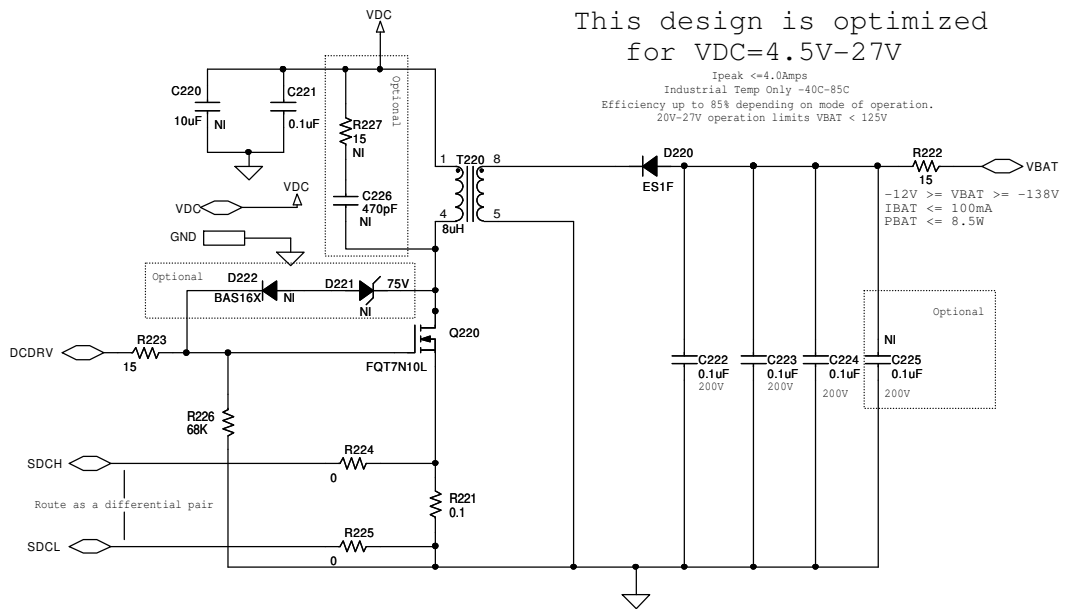 This design is optimized
for VDC=4.5V-27V
Ipeak <=4.0Amps
Industrial Temp Only -40C-85C
Efficiency up to 85% depending on mode of operation.
20V-27V operation limits VBAT < 125V
VDC
C220
10uF
NI
C221
0.1uF
Optional
R227
15
NI
C226
470pF
NI
VDC
VDC
GND
1
T220
8
4
5
8uH
D220
ES1F
R222
15
VBAT
-12V >= VBAT >= -138V
IBAT <= 100mA
PBAT <= 8.5W
Optional
D222
BAS16X
NI
D221
75V
NI
Q220
FQT7N10L
DCDRV
R223
15
R226
68K
C222
0.1uF
200V
C223
0.1uF
200V
C224
0.1uF
200V
Optional
NI
C225
0.1uF
200V
SDCH
R224
0
R221
0.1
Route as a differential pair
SDCL
R225
0